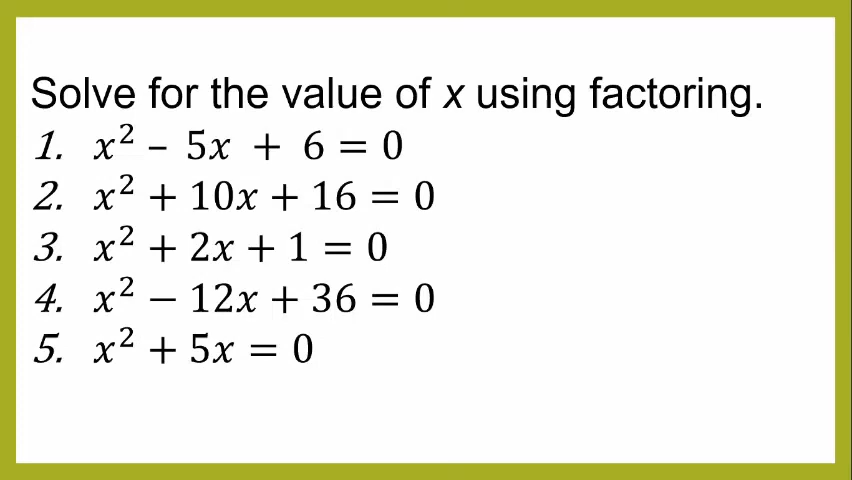 Solve for the value of x using factoring.
1. x² – 5x + 6 = 0
2. x² + 10x + 16 = 0
3. x² + 2x + 1 = 0
4. x² − 12x + 36 = 0
5. x² + 5x = 0